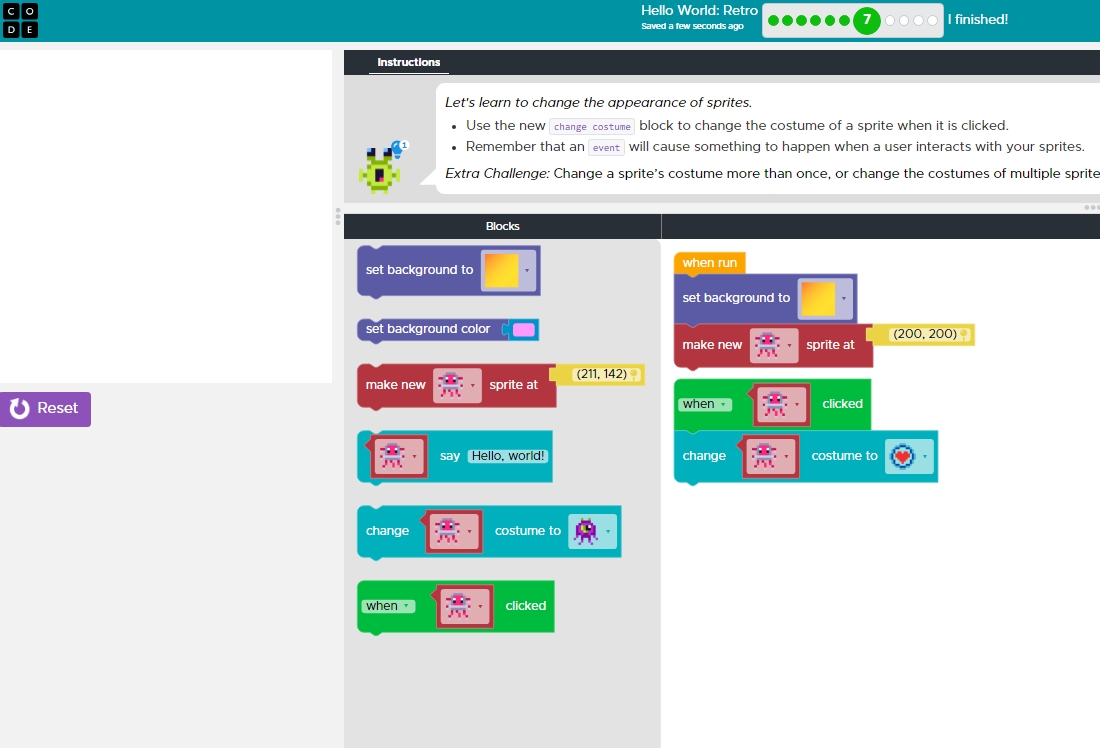 C O
D E
Hello World: Retro
Saved a few seconds ago
7
I finished!
Instructions
Let's learn to change the appearance of sprites.
• Use the new change costume block to change the costume of a sprite when it is clicked.
• Remember that an event will cause something to happen when a user interacts with your sprites.
Extra Challenge: Change a sprite's costume more than once, or change the costumes of multiple sprite
1
Reset
Blocks
set background to
set background color
make new sprite at (211, 142)
say Hello, world!
change costume to
when clicked
when run
set background to
make new sprite at (200, 200)
when clicked
change costume to